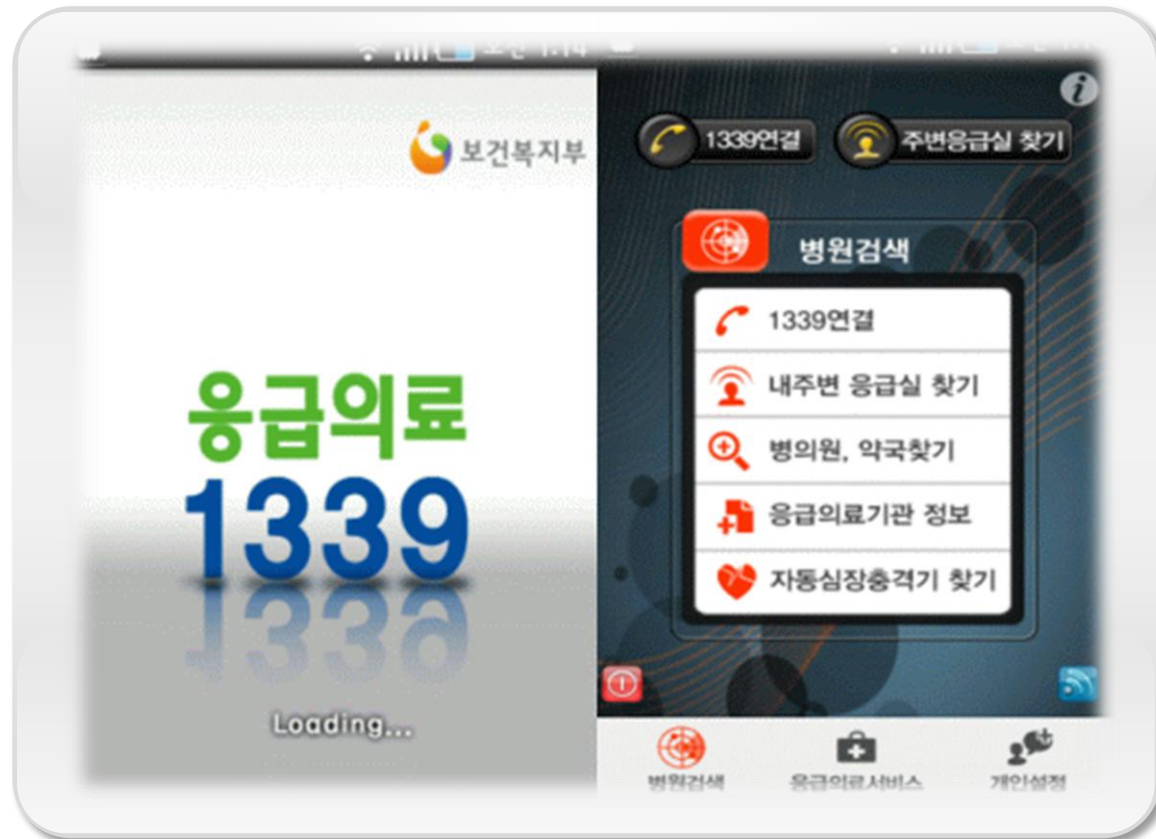 보건복지부
응급의료
1339
Loading...
1339연결
주변응급실 찾기
병원검색
1339연결
내주변 응급실 찾기
병의원, 약국찾기
응급의료기관 정보
자동심장충격기 찾기
병원검색
응급의료서비스
개인설정